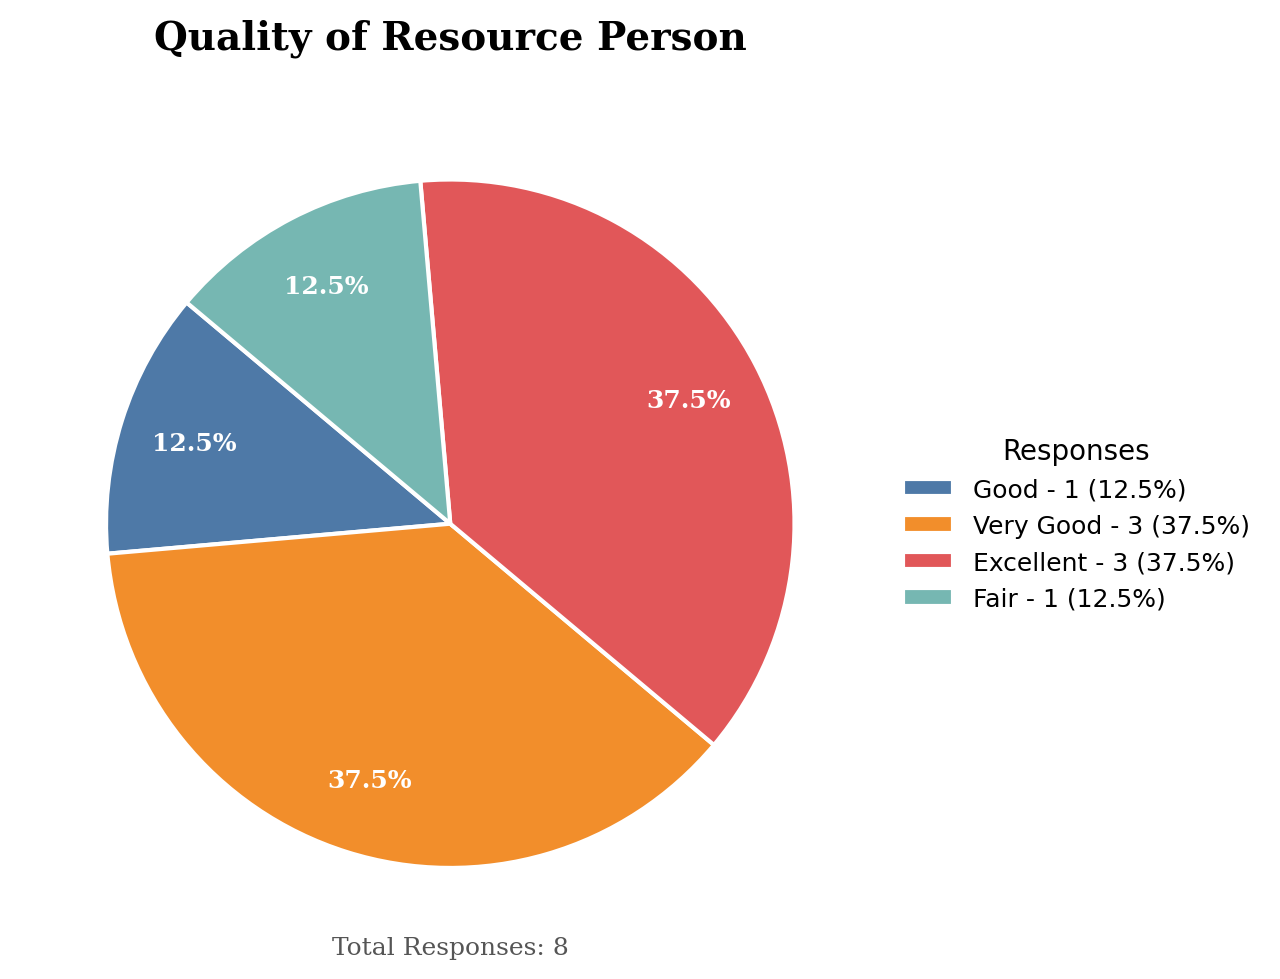 Quality of Resource Person
12.5%
37.5%
12.5%
37.5%
Responses
Good - 1 (12.5%)
Very Good - 3 (37.5%)
Excellent - 3 (37.5%)
Fair - 1 (12.5%)
Total Responses: 8